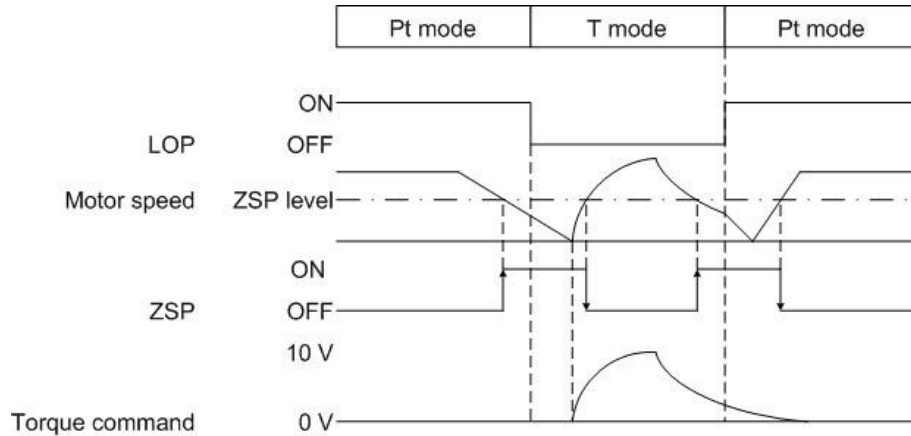 Pt mode T mode Pt mode
ON
LOP OFF
Motor speed ZSP level
ON
ZSP OFF
10 V
Torque command 0 V